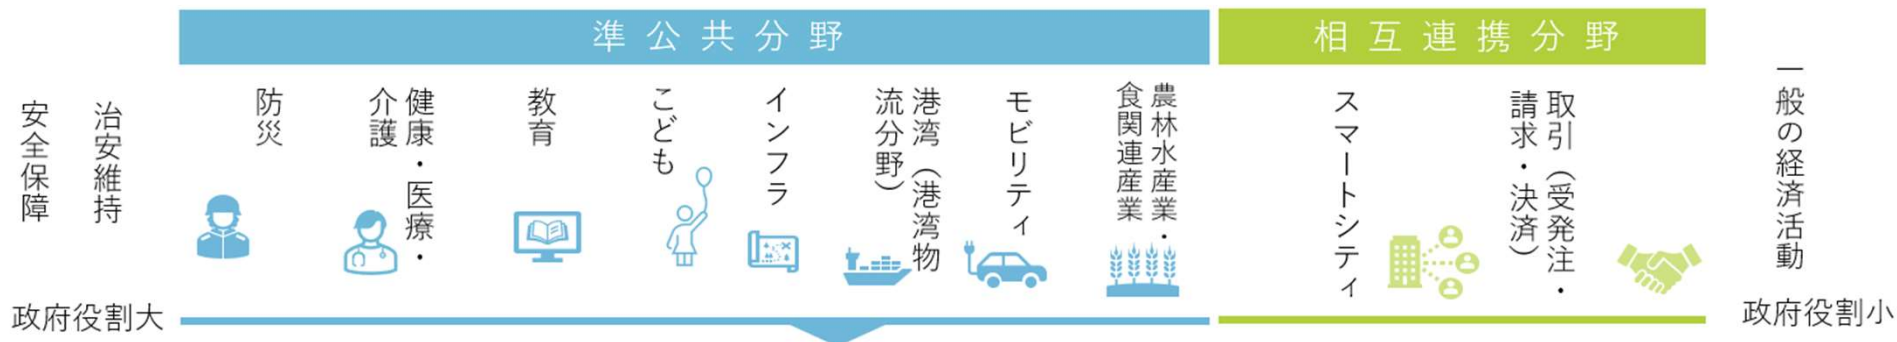 準公共分野
相互連携分野
安全保障
治安維持
防災
健康・医療・
介護
教育
こども
インフラ
港湾（港湾物
流分野）
モビリティ
農林水産業・
食関連産業
スマートシティ
取引（受発注・
請求・決済）
一般の経済活動
政府役割大
政府役割小